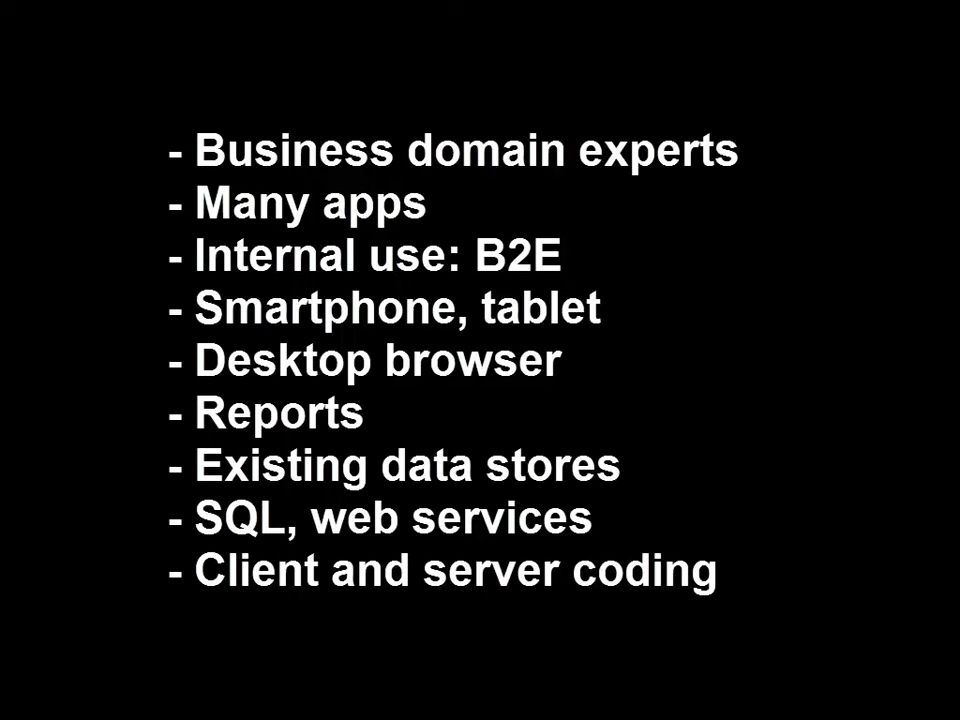 - Business domain experts
- Many apps
- Internal use: B2E
- Smartphone, tablet
- Desktop browser
- Reports
- Existing data stores
- SQL, web services
- Client and server coding